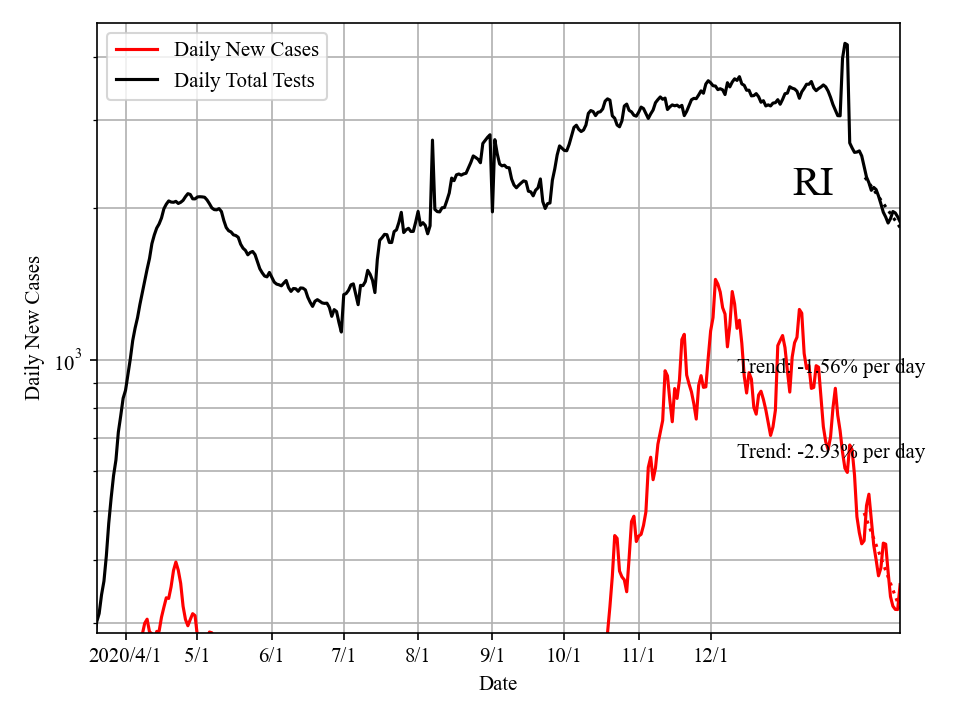 Daily New Cases
Daily Total Tests
RI
Daily New Cases
10^3
Trend: -1.56% per day
Trend: -2.93% per day
2020/4/1 5/1 6/1 7/1 8/1 9/1 10/1 11/1 12/1
Date